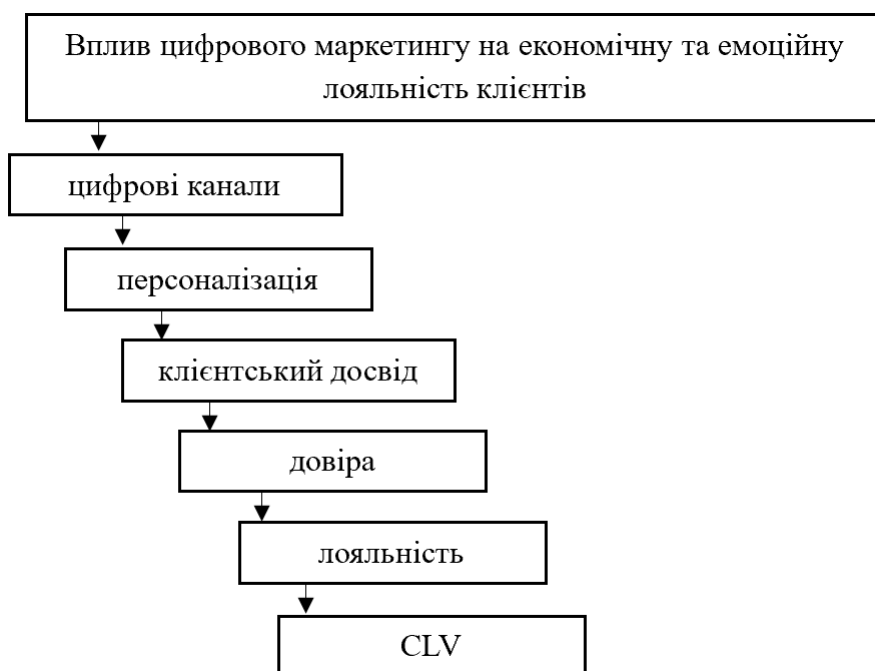 Вплив цифрового маркетингу на економічну та емоційну
лояльність клієнтів
цифрові канали
персоналізація
клієнтський досвід
довіра
лояльність
CLV